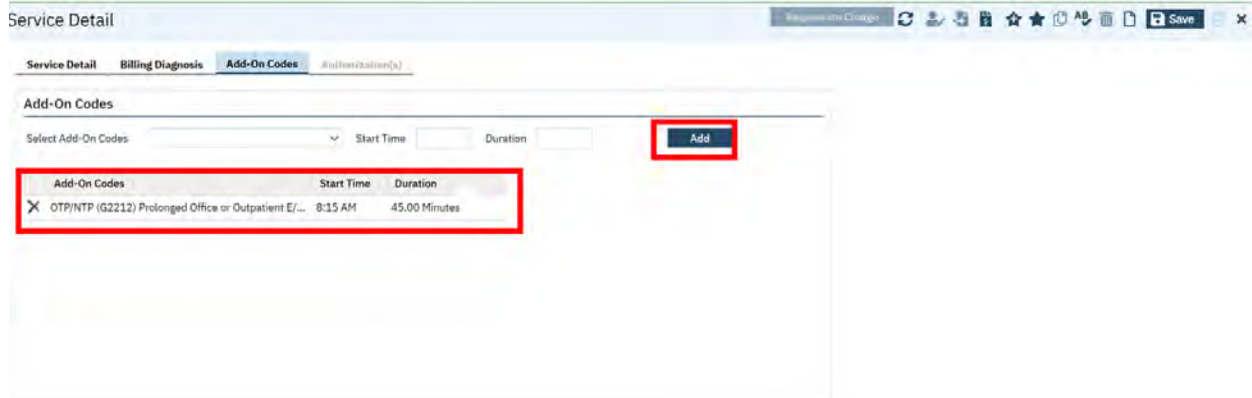 Service Detail
Save
Service Detail Billing Diagnosis Add-On Codes Authorization(s)
Add-On Codes
Select Add-On Codes Start Time Duration Add
Add-On Codes Start Time Duration
OTP/NTP (G2212) Prolonged Office or Outpatient E/... 8:15 AM 45.00 Minutes